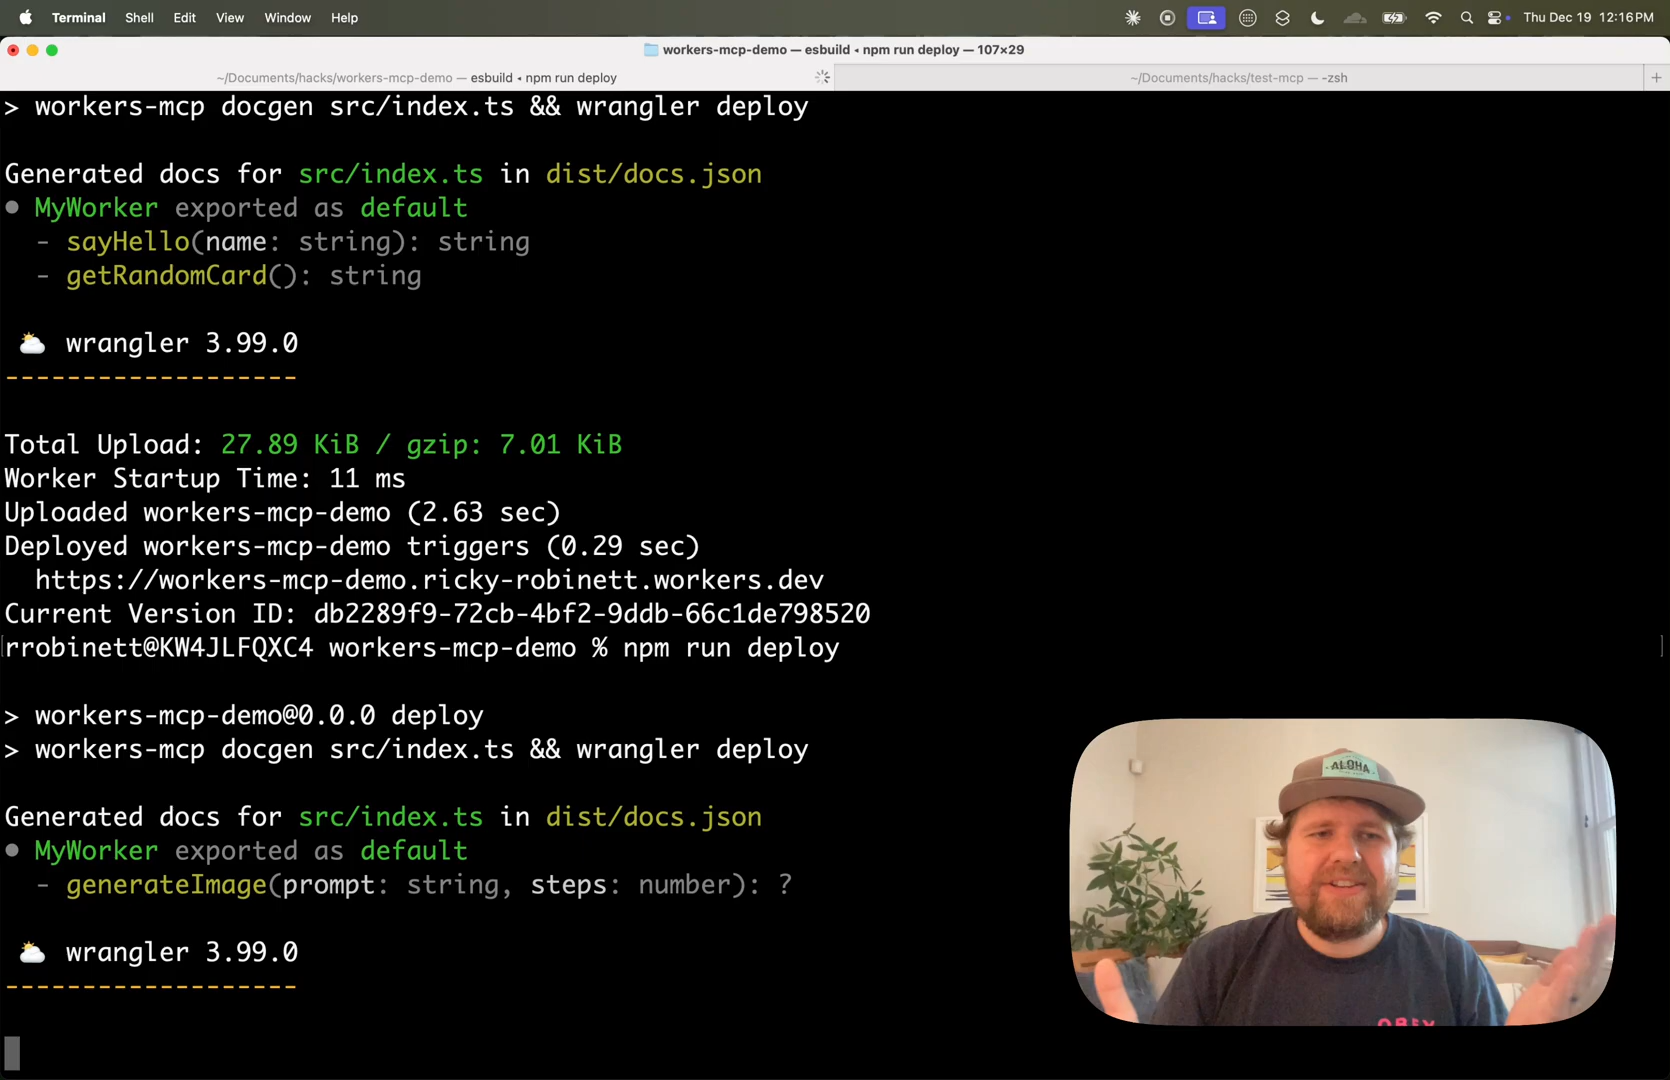 Terminal Shell Edit View Window Help Thu Dec 19 12:16 PM
workers-mcp-demo — esbuild ◂ npm run deploy — 107×29
~/Documents/hacks/workers-mcp-demo — esbuild ◂ npm run deploy ~/Documents/hacks/test-mcp — -zsh +
> workers-mcp docgen src/index.ts && wrangler deploy
Generated docs for src/index.ts in dist/docs.json
● MyWorker exported as default
- sayHello(name: string): string
- getRandomCard(): string
⛅ wrangler 3.99.0
-------------------
Total Upload: 27.89 KiB / gzip: 7.01 KiB
Worker Startup Time: 11 ms
Uploaded workers-mcp-demo (2.63 sec)
Deployed workers-mcp-demo triggers (0.29 sec)
https://workers-mcp-demo.ricky-robinett.workers.dev
Current Version ID: db2289f9-72cb-4bf2-9ddb-66c1de798520
[rrobinett@KW4JLFQXC4 workers-mcp-demo % npm run deploy ]
> workers-mcp-demo@0.0.0 deploy
> workers-mcp docgen src/index.ts && wrangler deploy
Generated docs for src/index.ts in dist/docs.json
● MyWorker exported as default
- generateImage(prompt: string, steps: number): ?
⛅ wrangler 3.99.0
-------------------
ALOHA
OBEY